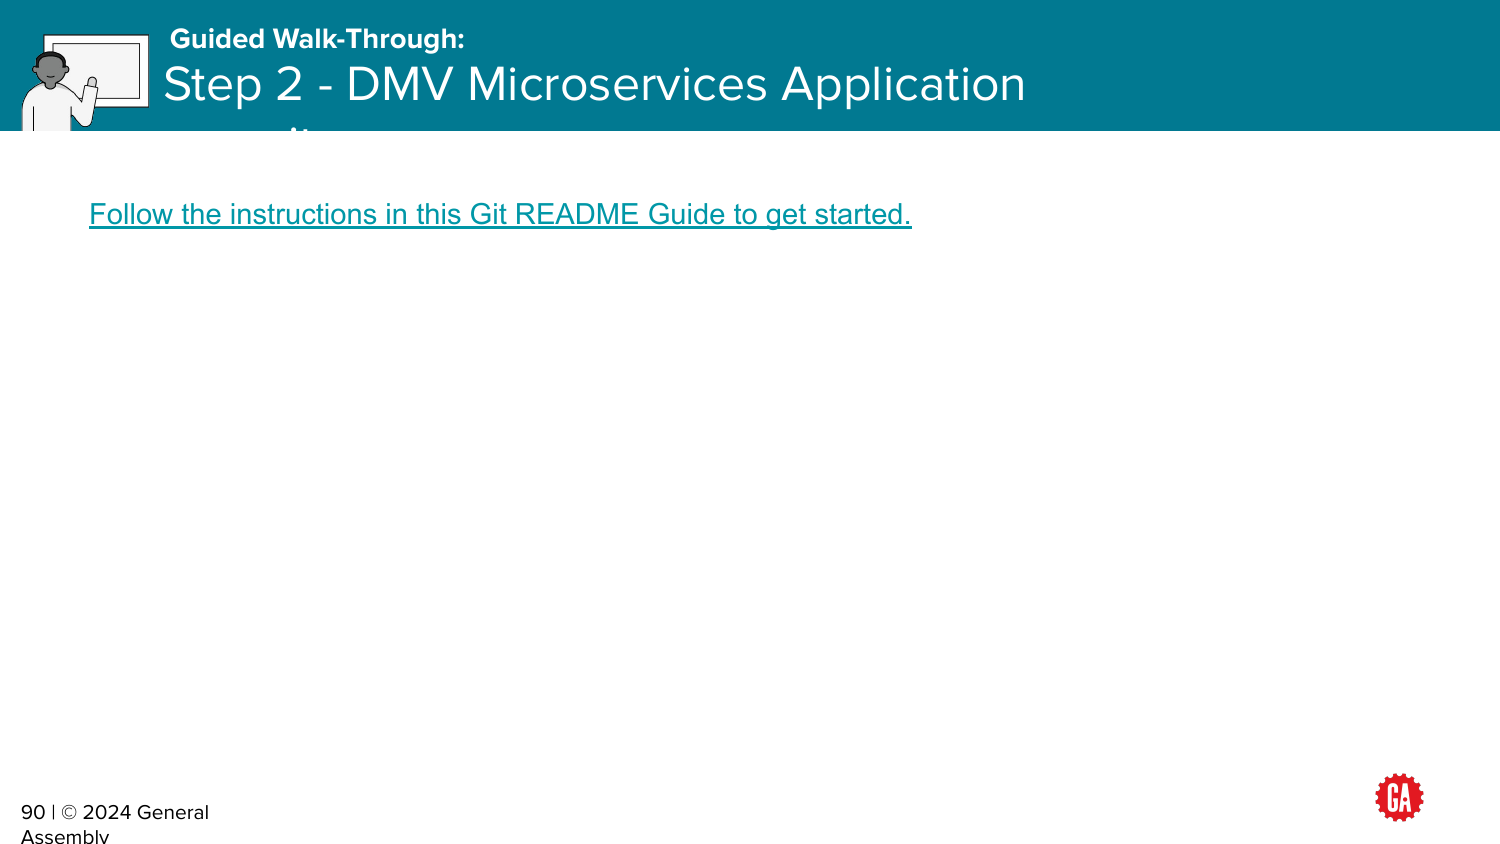 Guided Walk-Through:
Step 2 - DMV Microservices Application
Follow the instructions in this Git README Guide to get started.
90 | © 2024 General
Assembly
GA